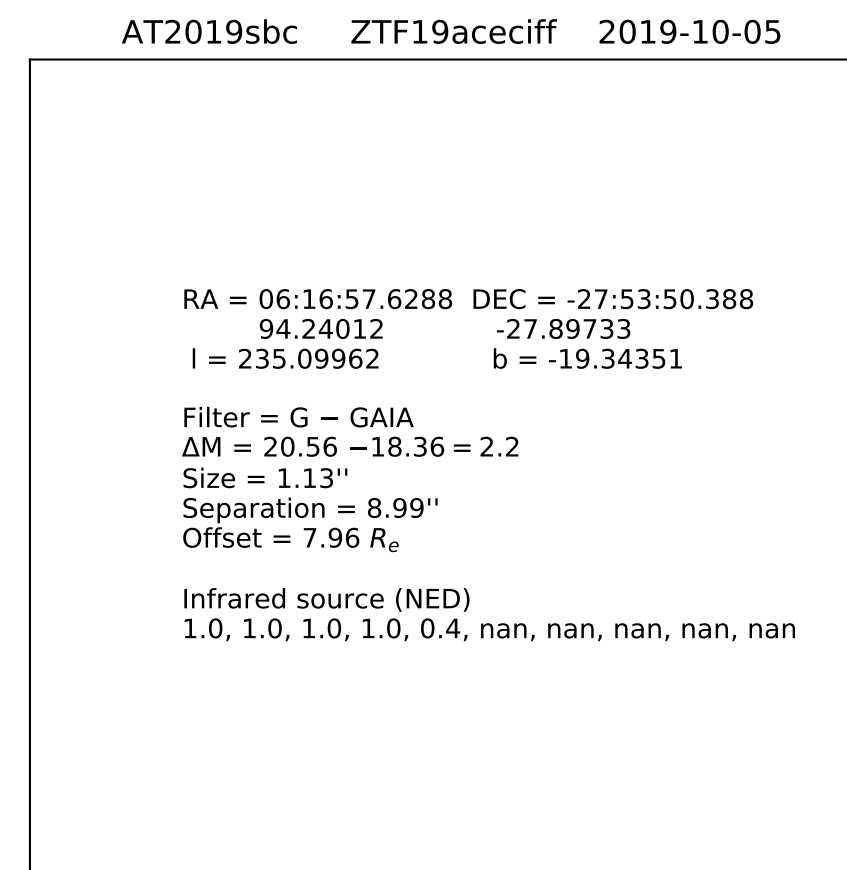 AT2019sbc ZTF19aceciff 2019-10-05
RA = 06:16:57.6288 DEC = -27:53:50.388
94.24012 -27.89733
l = 235.09962 b = -19.34351
Filter = G − GAIA
ΔM = 20.56 −18.36 = 2.2
Size = 1.13''
Separation = 8.99''
Offset = 7.96 Re
Infrared source (NED)
1.0, 1.0, 1.0, 1.0, 0.4, nan, nan, nan, nan, nan